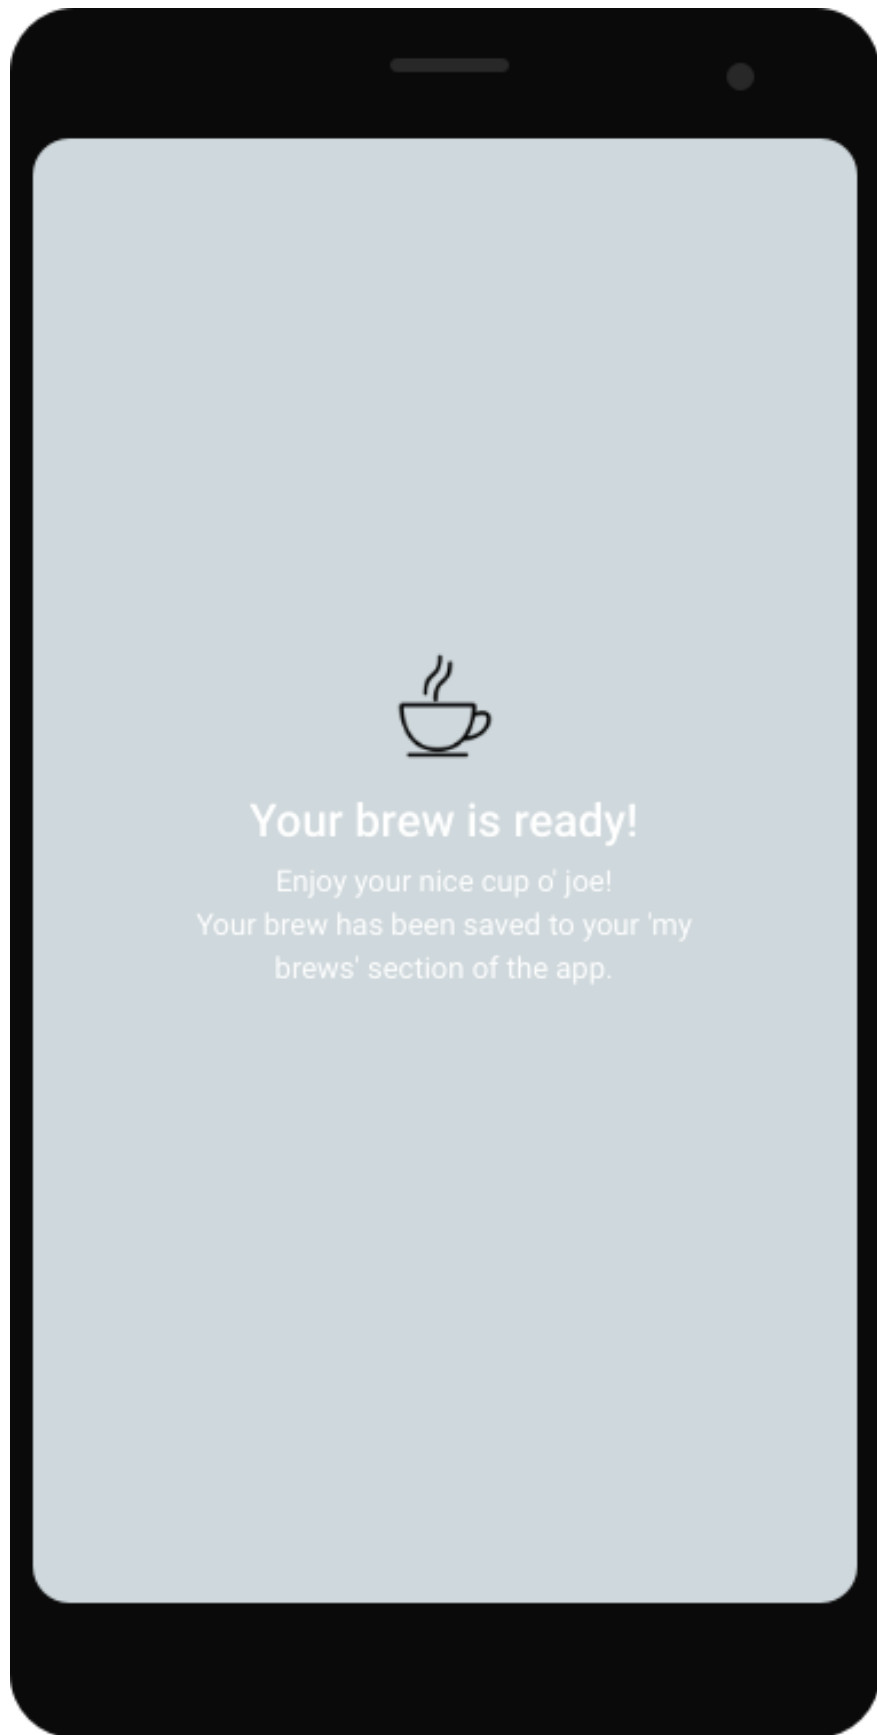 Your brew is ready!
Enjoy your nice cup o' joe!
Your brew has been saved to your 'my
brews' section of the app.